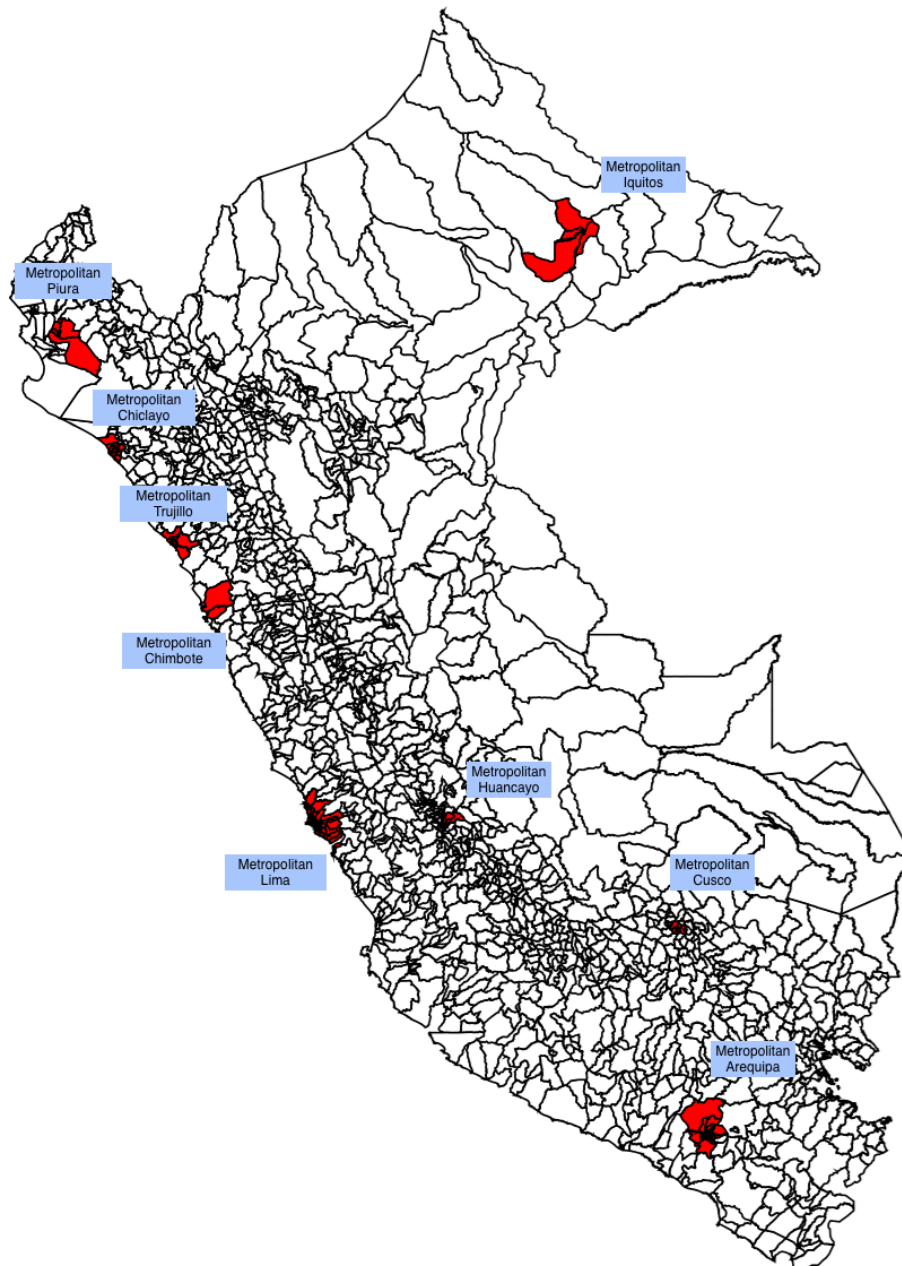 Metropolitan
Iquitos
Metropolitan
Piura
Metropolitan
Chiclayo
Metropolitan
Trujillo
Metropolitan
Chimbote
Metropolitan
Huancayo
Metropolitan
Lima
Metropolitan
Cusco
Metropolitan
Arequipa